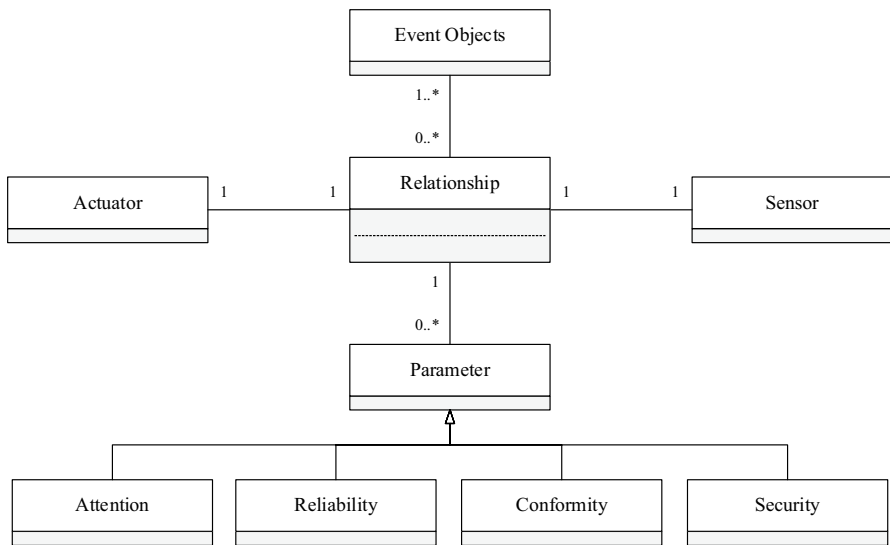 Event Objects
1..*
0..*
Actuator
1
1
Relationship
1
1
Sensor
1
0..*
Parameter
Attention
Reliability
Conformity
Security